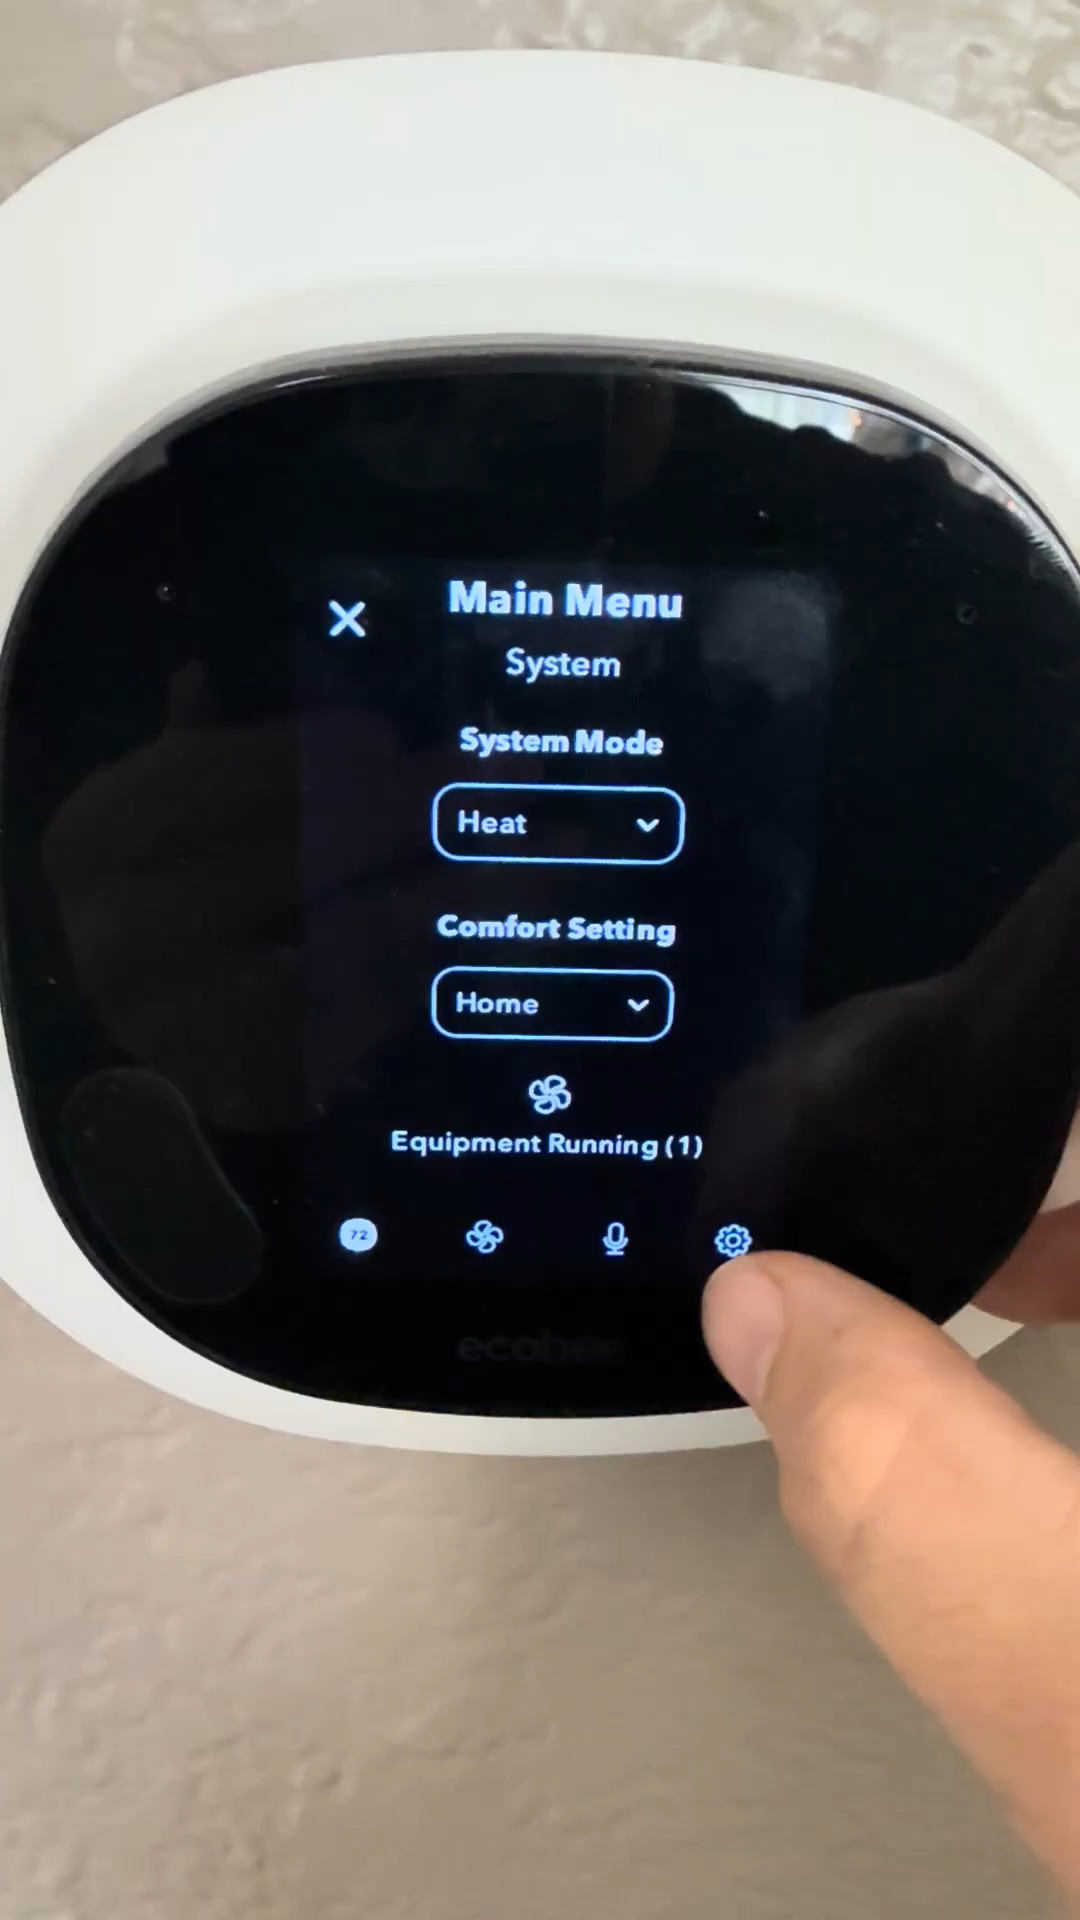 Main Menu
System
System Mode
Heat
Comfort Setting
Home
Equipment Running (1)
72
ecobee